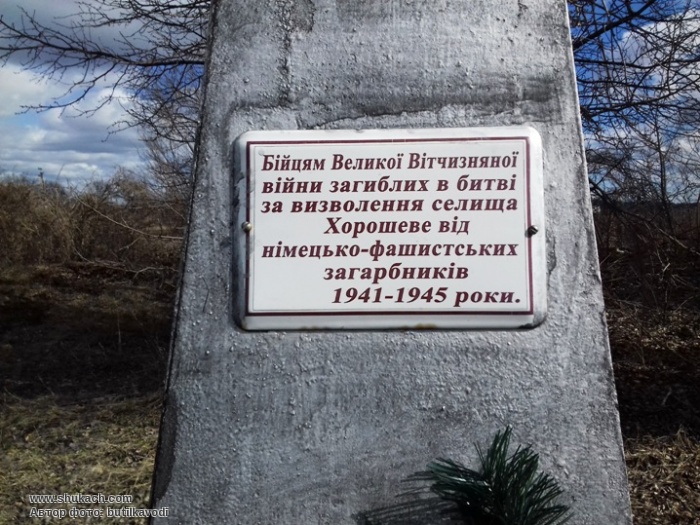 Бійцям Великої Вітчизняної
війни загиблих в битві
за визволення селища
Хорошеве від
німецько-фашистських
загарбників
1941-1945 роки.
www.shukach.com
Автор фото: butilkavodi